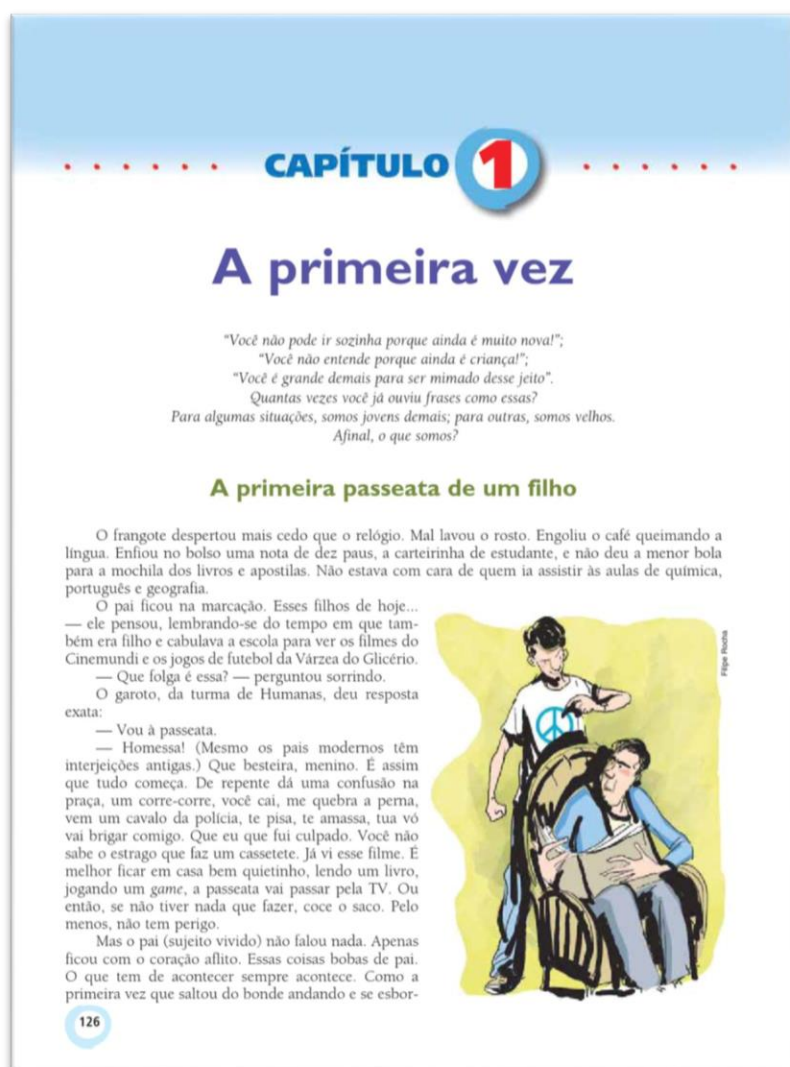 CAPÍTULO 1
A primeira vez
"Você não pode ir sozinha porque ainda é muito nova!";
"Você não entende porque ainda é criança!";
"Você é grande demais para ser mimado desse jeito".
Quantas vezes você já ouviu frases como essas?
Para algumas situações, somos jovens demais; para outras, somos velhos.
Afinal, o que somos?
A primeira passeata de um filho
O frangote despertou mais cedo que o relógio. Mal lavou o rosto. Engoliu o café queimando a
língua. Enfiou no bolso uma nota de dez paus, a carteirinha de estudante, e não deu a menor bola
para a mochila dos livros e apostilas. Não estava com cara de quem ia assistir às aulas de química,
português e geografia.
O pai ficou na marcação. Esses filhos de hoje...
— ele pensou, lembrando-se do tempo em que tam-
bém era filho e cabulava a escola para ver os filmes do
Cinemundi e os jogos de futebol da Várzea do Glicério.
— Que folga é essa? — perguntou sorrindo.
O garoto, da turma de Humanas, deu resposta
exata:
— Vou à passeata.
— Homessa! (Mesmo os pais modernos têm
interjeições antigas.) Que besteira, menino. É assim
que tudo começa. De repente dá uma confusão na
praça, um corre-corre, você cai, me quebra a perna,
vem um cavalo da polícia, te pisa, te amassa, tua vó
vai brigar comigo. Que eu que fui culpado. Você não
sabe o estrago que faz um cassetete. Já vi esse filme. É
melhor ficar em casa bem quietinho, lendo um livro,
jogando um game, a passeata vai passar pela TV. Ou
então, se não tiver nada que fazer, coce o saco. Pelo
menos, não tem perigo.
Mas o pai (sujeito vivido) não falou nada. Apenas
ficou com o coração aflito. Essas coisas bobas de pai.
O que tem de acontecer sempre acontece. Como a
primeira vez que saltou do bonde andando e se esbor-
Filipe Rocha
126